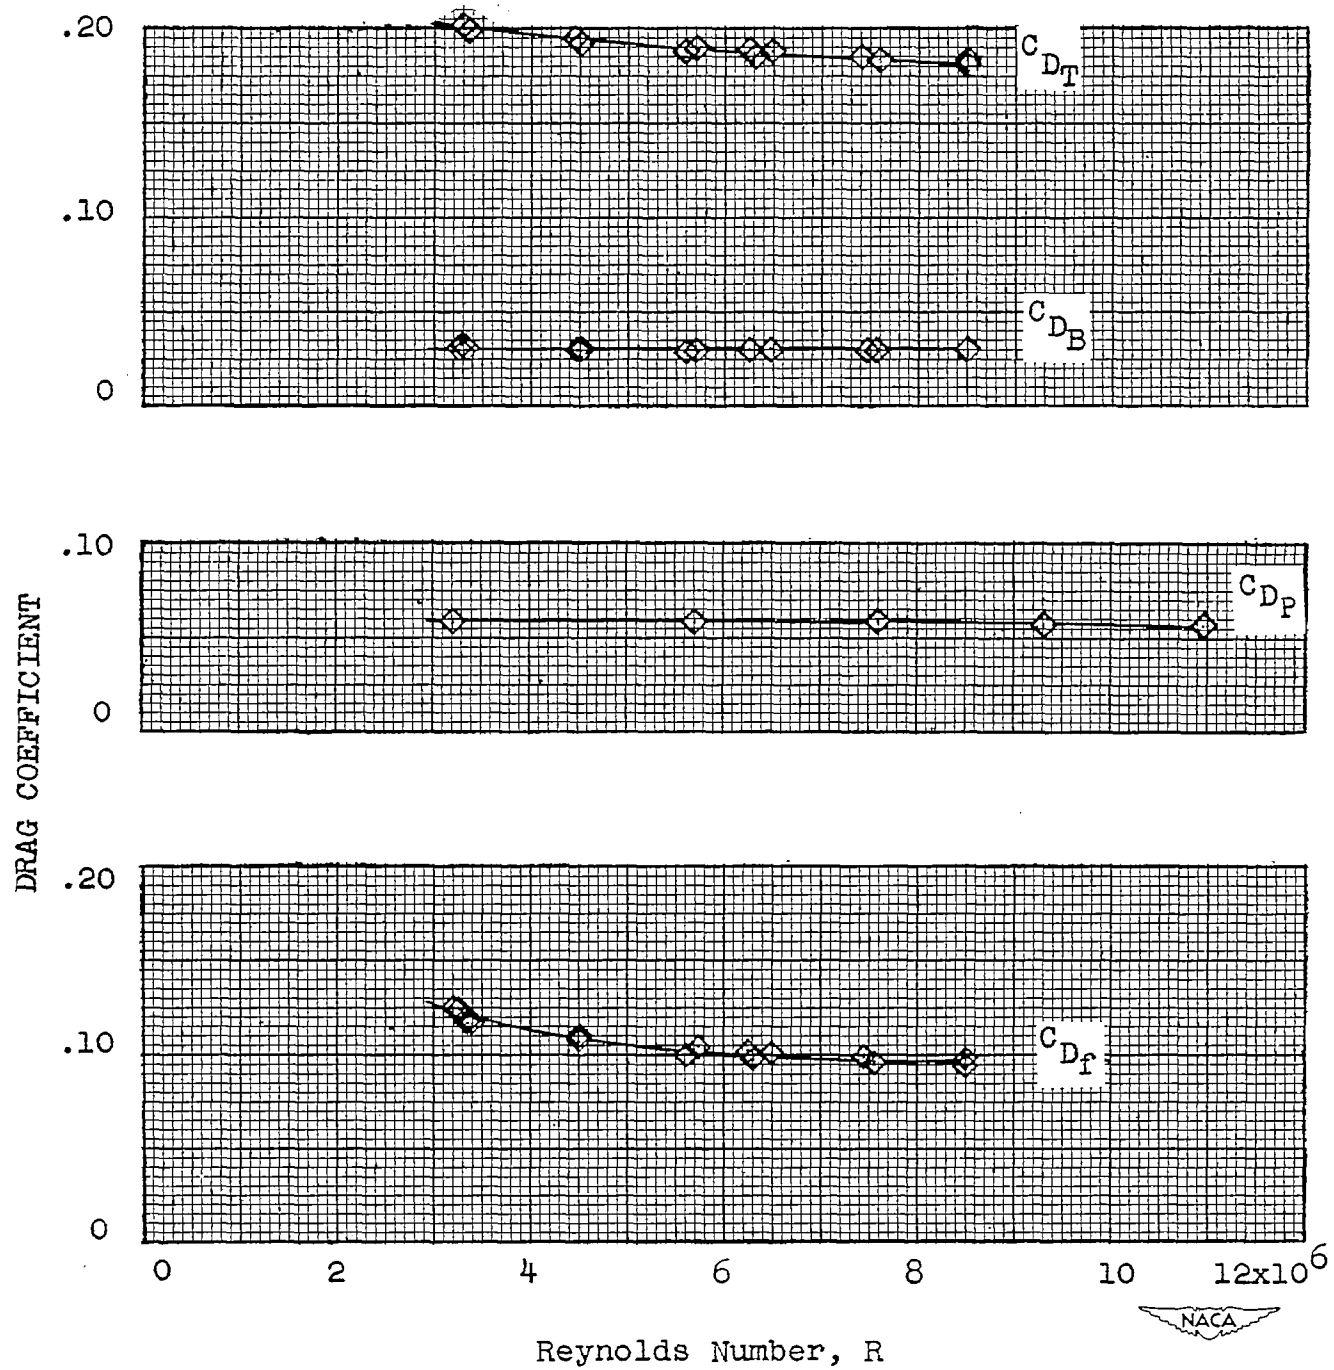 .20
C_{D_T}
.10
C_{D_B}
0
.10
C_{D_P}
0
DRAG COEFFICIENT
.20
.10
C_{D_f}
0
0 2 4 6 8 10 12x10^6
NACA
Reynolds Number, R